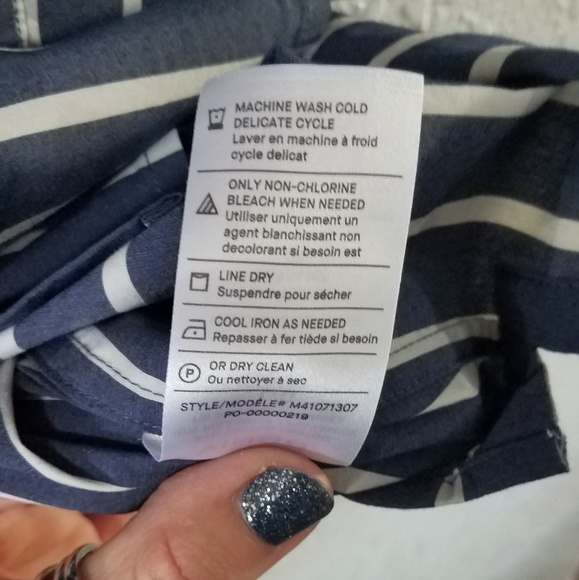 MACHINE WASH COLD
DELICATE CYCLE
Laver en machine à froid
cycle delicat
ONLY NON-CHLORINE
BLEACH WHEN NEEDED
Utiliser uniquement un
agent blanchissant non
decolorant si besoin est
LINE DRY
Suspendre pour sécher
COOL IRON AS NEEDED
Repasser à fer tiède si besoin
P
OR DRY CLEAN
Ou nettoyer à sec
STYLE/MODÈLE# M41071307
PO-00000219